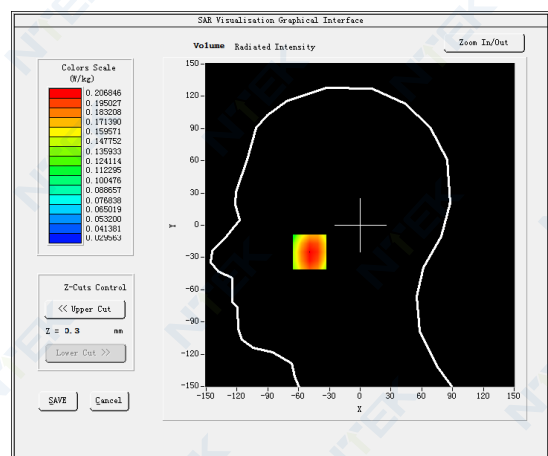 SAR Visualisation Graphical Interface
Volume Radiated Intensity
Zoom In/Out
Colors Scale
(W/kg)
0.206846
0.195027
0.183208
0.171390
0.159571
0.147752
0.135933
0.124114
0.112295
0.100476
0.088657
0.076838
0.065019
0.053200
0.041381
0.029563
150
120
90
60
30
0
-30
-60
-90
-120
-150
Y
-150 -120 -90 -60 -30 0 30 60 90 120 150
X
Z-Cuts Control
<< Upper Cut
Z = 0.3 mm
Lower Cut >>
SAVE Cancel
NTEK